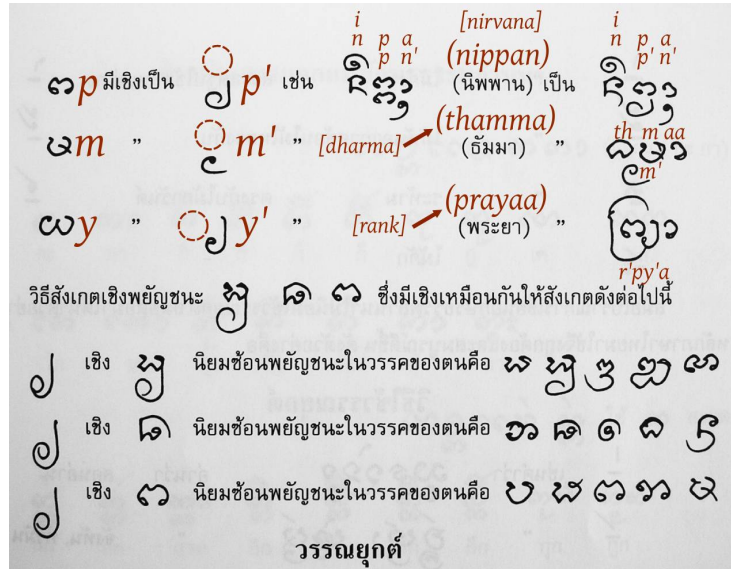 i [nirvana] i
n p a n p a
p n' p' n'
ᨻ p มีเชิงเป็น ◌᩠ᨻ p' เช่น ᨶᩥᨻ᩠ᨻᩣ᩠ᨶ (nippan) (นิพพาน) เป็น ᨶᩥᨻ᩠ᨻᩣ᩠ᨶ
ᨾ m " ◌᩠ᨾ m' " [dharma] (thamma) (ธัมมา) " th m aa ᨵᨾ᩠ᨾᩣ m'
ᨿ y " ◌᩠ᨿ y' " [rank] (prayaa) (พระยา) " ᨻᩕ᩠ᨿᩣ
r'py'a
วิธีสังเกตเชิงพยัญชนะ ᨮ ᨳ ᨻ ซึ่งมีเชิงเหมือนกันให้สังเกตดังต่อไปนี้
◌᩠ᨮ เชิง ᨮ นิยมซ้อนพยัญชนะในวรรคของตนคือ ᨭ ᨮ ᨯ ᨰ ᨱ
◌᩠ᨳ เชิง ᨳ นิยมซ้อนพยัญชนะในวรรคของตนคือ ᨲ ᨳ ᨴ ᨵ ᨶ
◌᩠ᨻ เชิง ᨻ นิยมซ้อนพยัญชนะในวรรคของตนคือ ᨷ ᨹ ᨻ ᨽ ᨾ
วรรณยุกต์